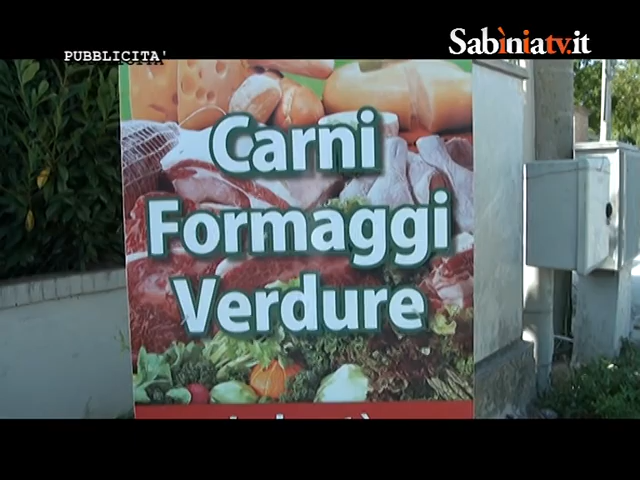 PUBBLICITA'
Sabìniatv.it
Carni
Formaggi
Verdure